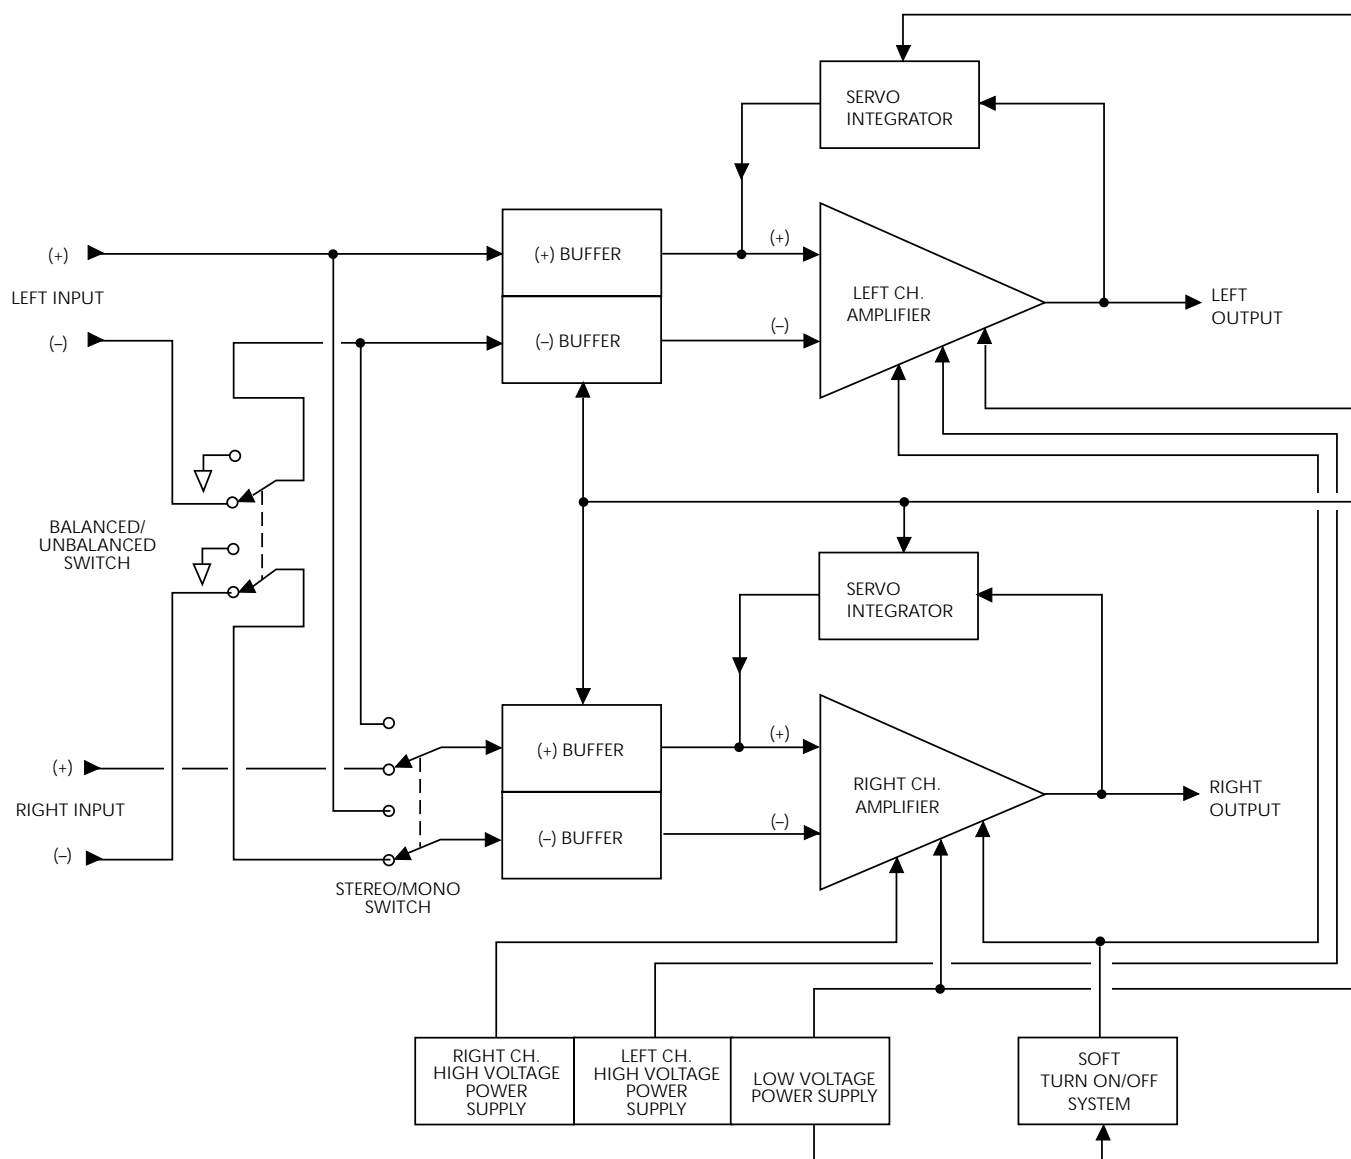 SERVO
INTEGRATOR
(+)
LEFT INPUT
(–)
(+) BUFFER
(–) BUFFER
(+)
(–)
LEFT CH.
AMPLIFIER
LEFT
OUTPUT
BALANCED/
UNBALANCED
SWITCH
SERVO
INTEGRATOR
(+)
RIGHT INPUT
(–)
STEREO/MONO
SWITCH
(+) BUFFER
(–) BUFFER
(+)
(–)
RIGHT CH.
AMPLIFIER
RIGHT
OUTPUT
RIGHT CH.
HIGH VOLTAGE
POWER
SUPPLY
LEFT CH.
HIGH VOLTAGE
POWER
SUPPLY
LOW VOLTAGE
POWER SUPPLY
SOFT
TURN ON/OFF
SYSTEM